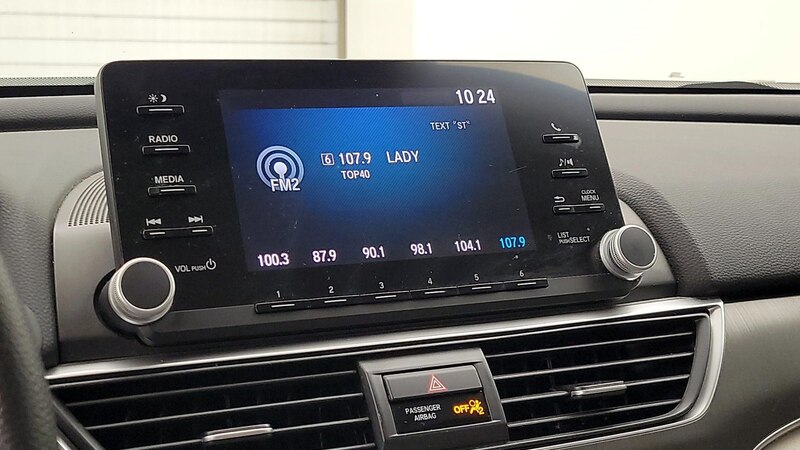 10 24
TEXT "ST"
6 107.9 LADY
TOP40
FM2
100.3 87.9 90.1 98.1 104.1 107.9
1 2 3 4 5 6
RADIO
MEDIA
VOL PUSH
CLOCK
MENU
LIST
PUSH SELECT
PASSENGER
AIRBAG
OFF 2